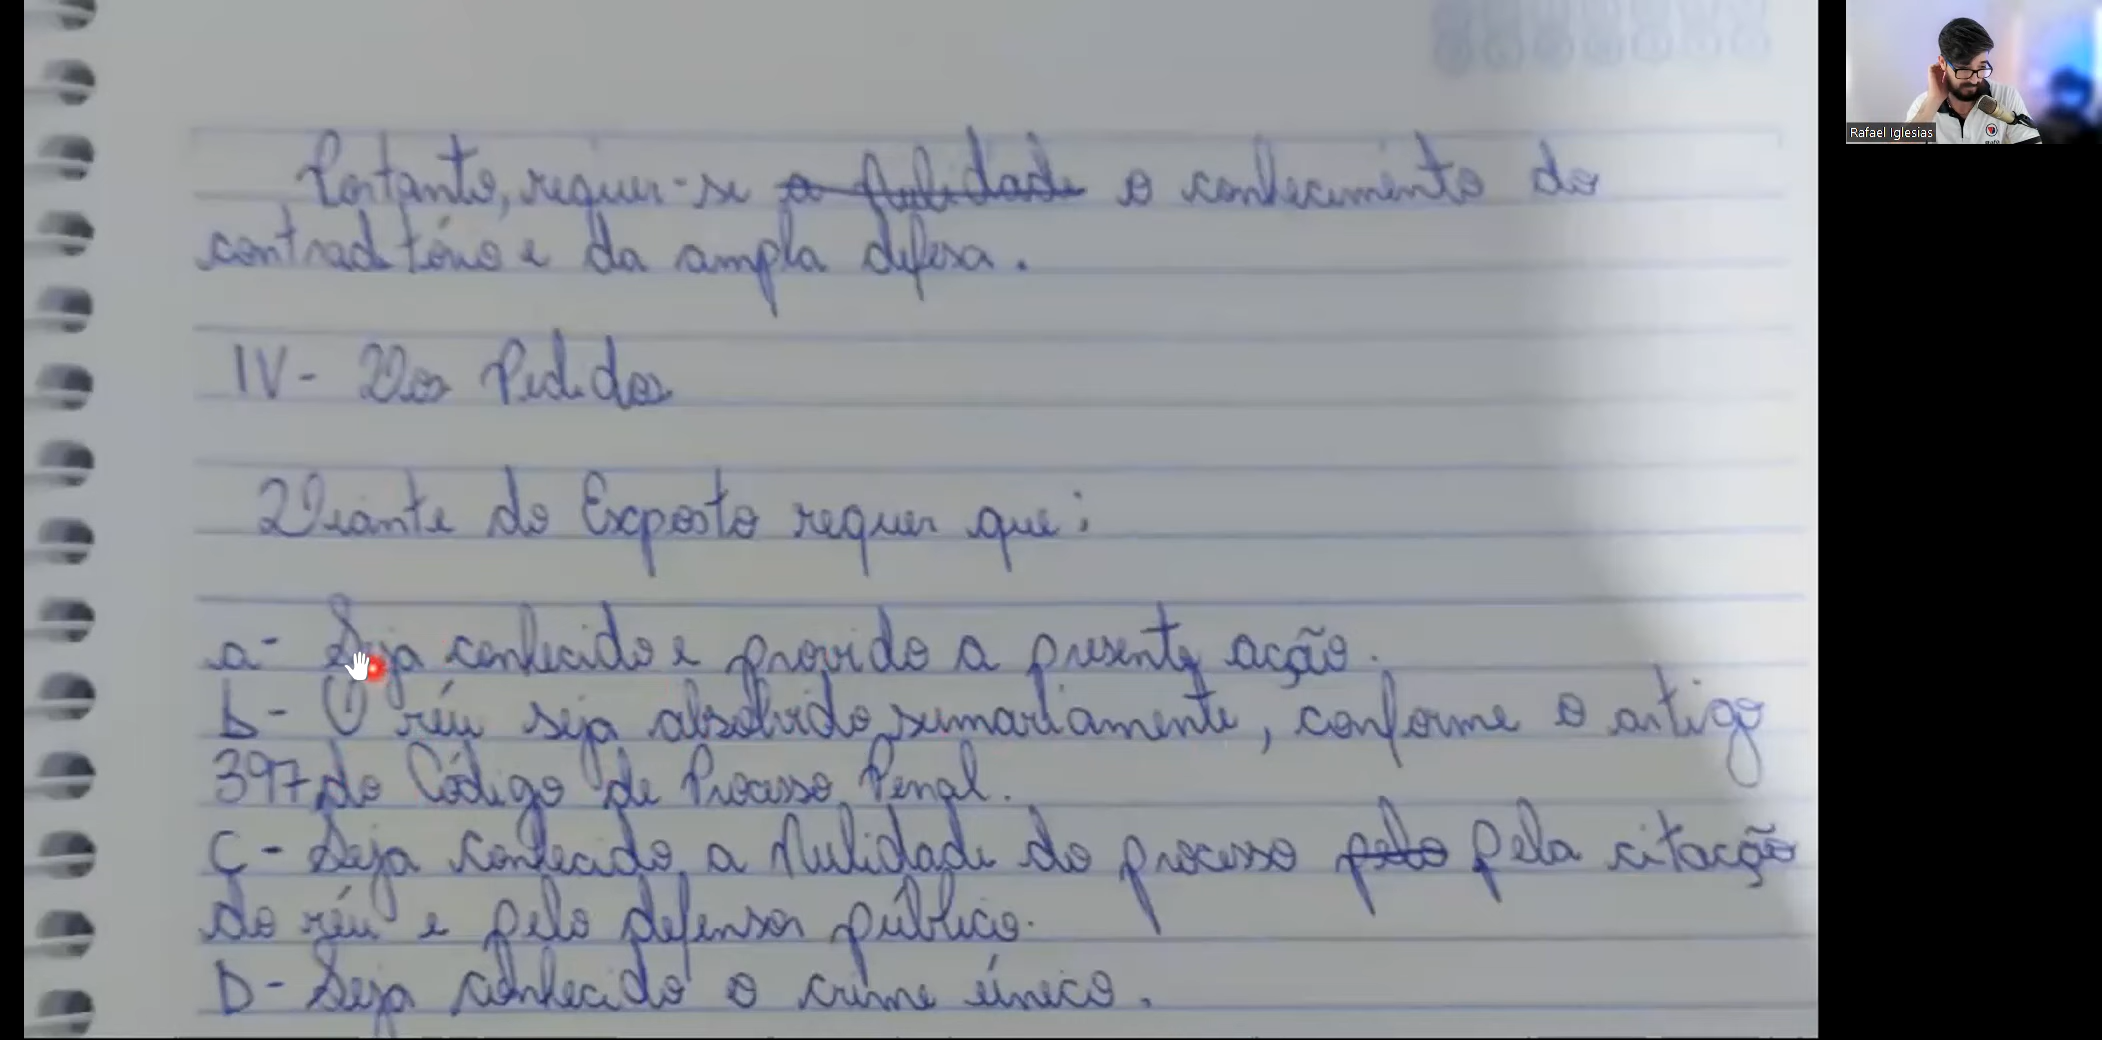 Portanto, requer-se a nulidade o conhecimento do
contraditório e da ampla defesa.
IV- Dos Pedidos
Diante do Exposto requer que:
a- Seja conhecido e provido a presente ação.
b- O réu seja absolvido sumariamente, conforme o artigo
397 do Código de Processo Penal.
C- Seja conhecido a nulidade do processo pelo pela citação
do réu e pelo defensor público.
D- Seja conhecido o crime único.
Rafael Iglesias